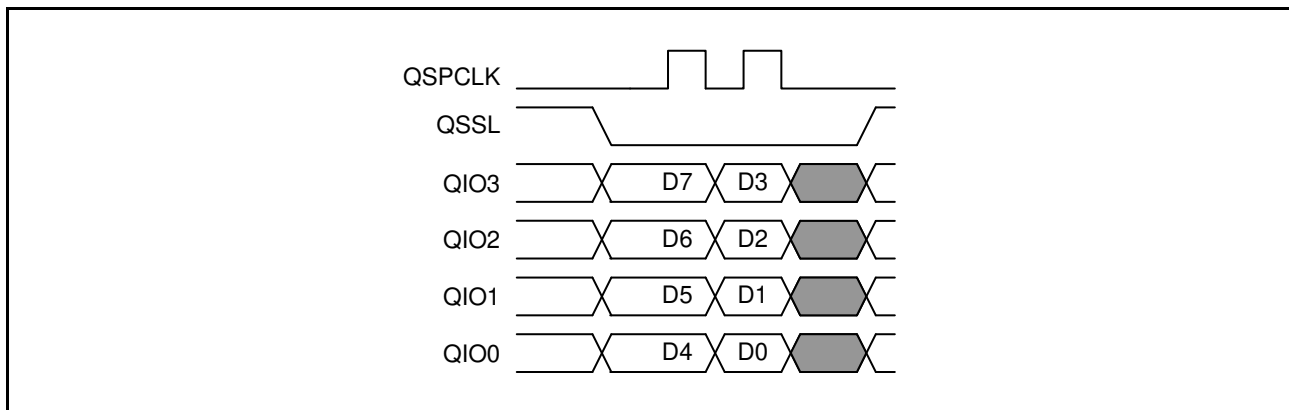 QSPCLK
QSSL
QIO3 D7 D3
QIO2 D6 D2
QIO1 D5 D1
QIO0 D4 D0